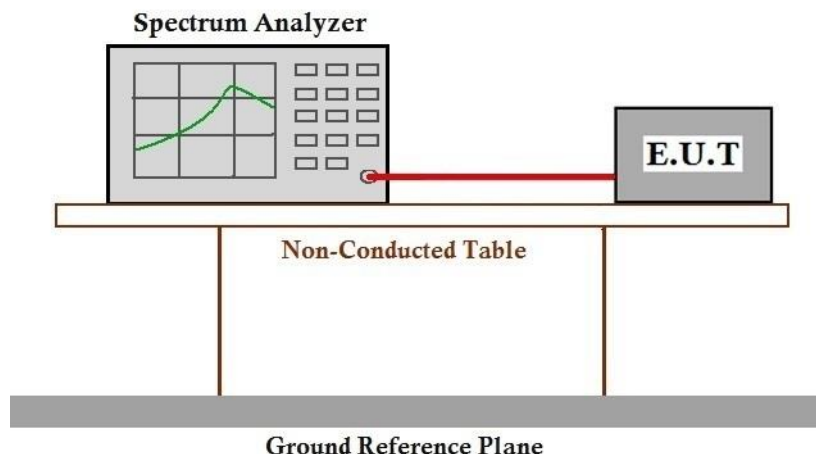 Spectrum Analyzer
E.U.T
Non-Conducted Table
Ground Reference Plane